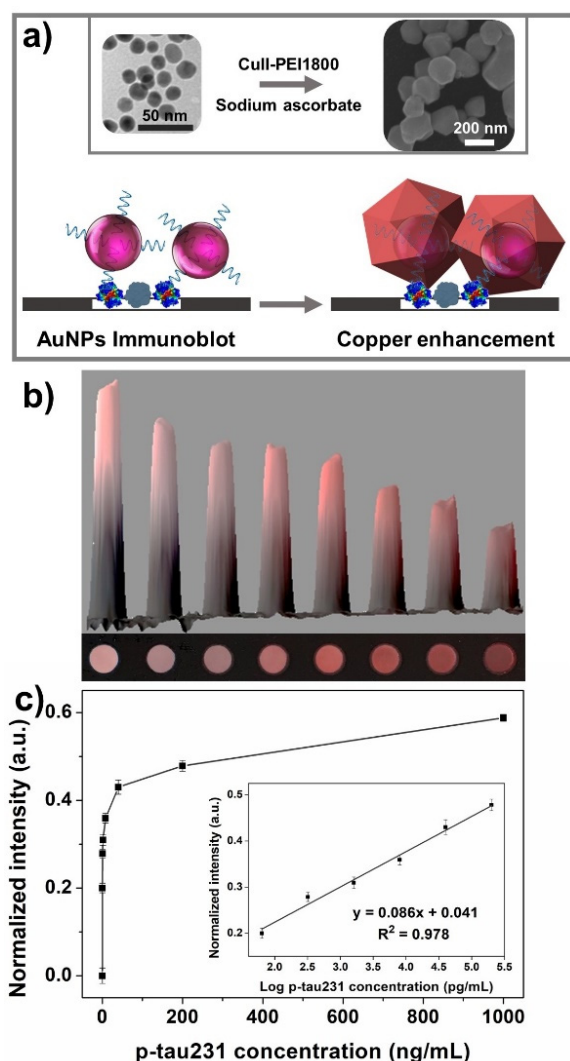 a)
CuII-PEI1800
Sodium ascorbate
50 nm
200 nm
AuNPs Immunoblot
Copper enhancement
b)
c)
Normalized intensity (a.u.)
0.6
0.4
0.2
0.0
0 200 400 600 800 1000
p-tau231 concentration (ng/mL)
Normalized intensity (a.u.)
0.5
0.4
0.3
0.2
y = 0.086x + 0.041
R² = 0.978
2.0 2.5 3.0 3.5 4.0 4.5 5.0 5.5
Log p-tau231 concentration (pg/mL)